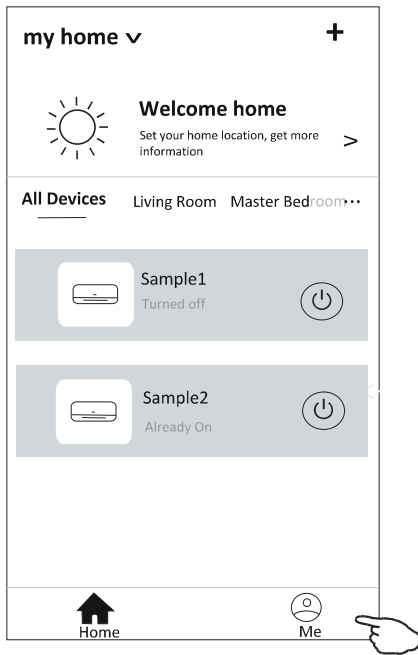 my home
Welcome home
Set your home location, get more
information
All Devices Living Room Master Bedroom
Sample1
Turned off
Sample2
Already On
Home Me